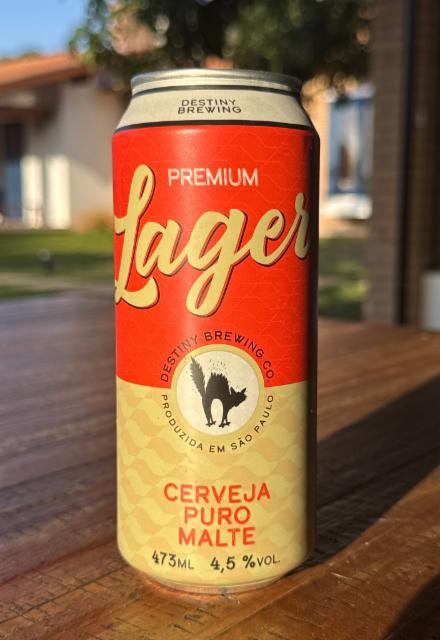 DESTINY
BREWING
PREMIUM
Lager
DESTINY BREWING CO.
PRODUZIDA EM SÃO PAULO
CERVEJA
PURO
MALTE
473ML 4,5 %VOL.